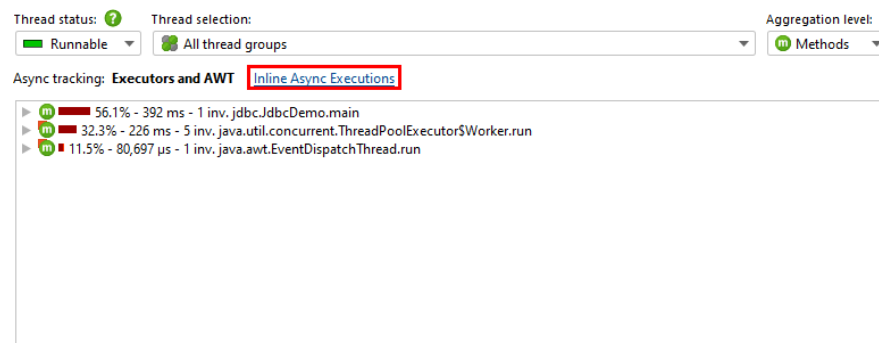 Thread status: ? Thread selection: Aggregation level:
Runnable All thread groups m Methods
Async tracking: Executors and AWT Inline Async Executions
m 56.1% - 392 ms - 1 inv. jdbc.JdbcDemo.main
m 32.3% - 226 ms - 5 inv. java.util.concurrent.ThreadPoolExecutor$Worker.run
m 11.5% - 80,697 µs - 1 inv. java.awt.EventDispatchThread.run